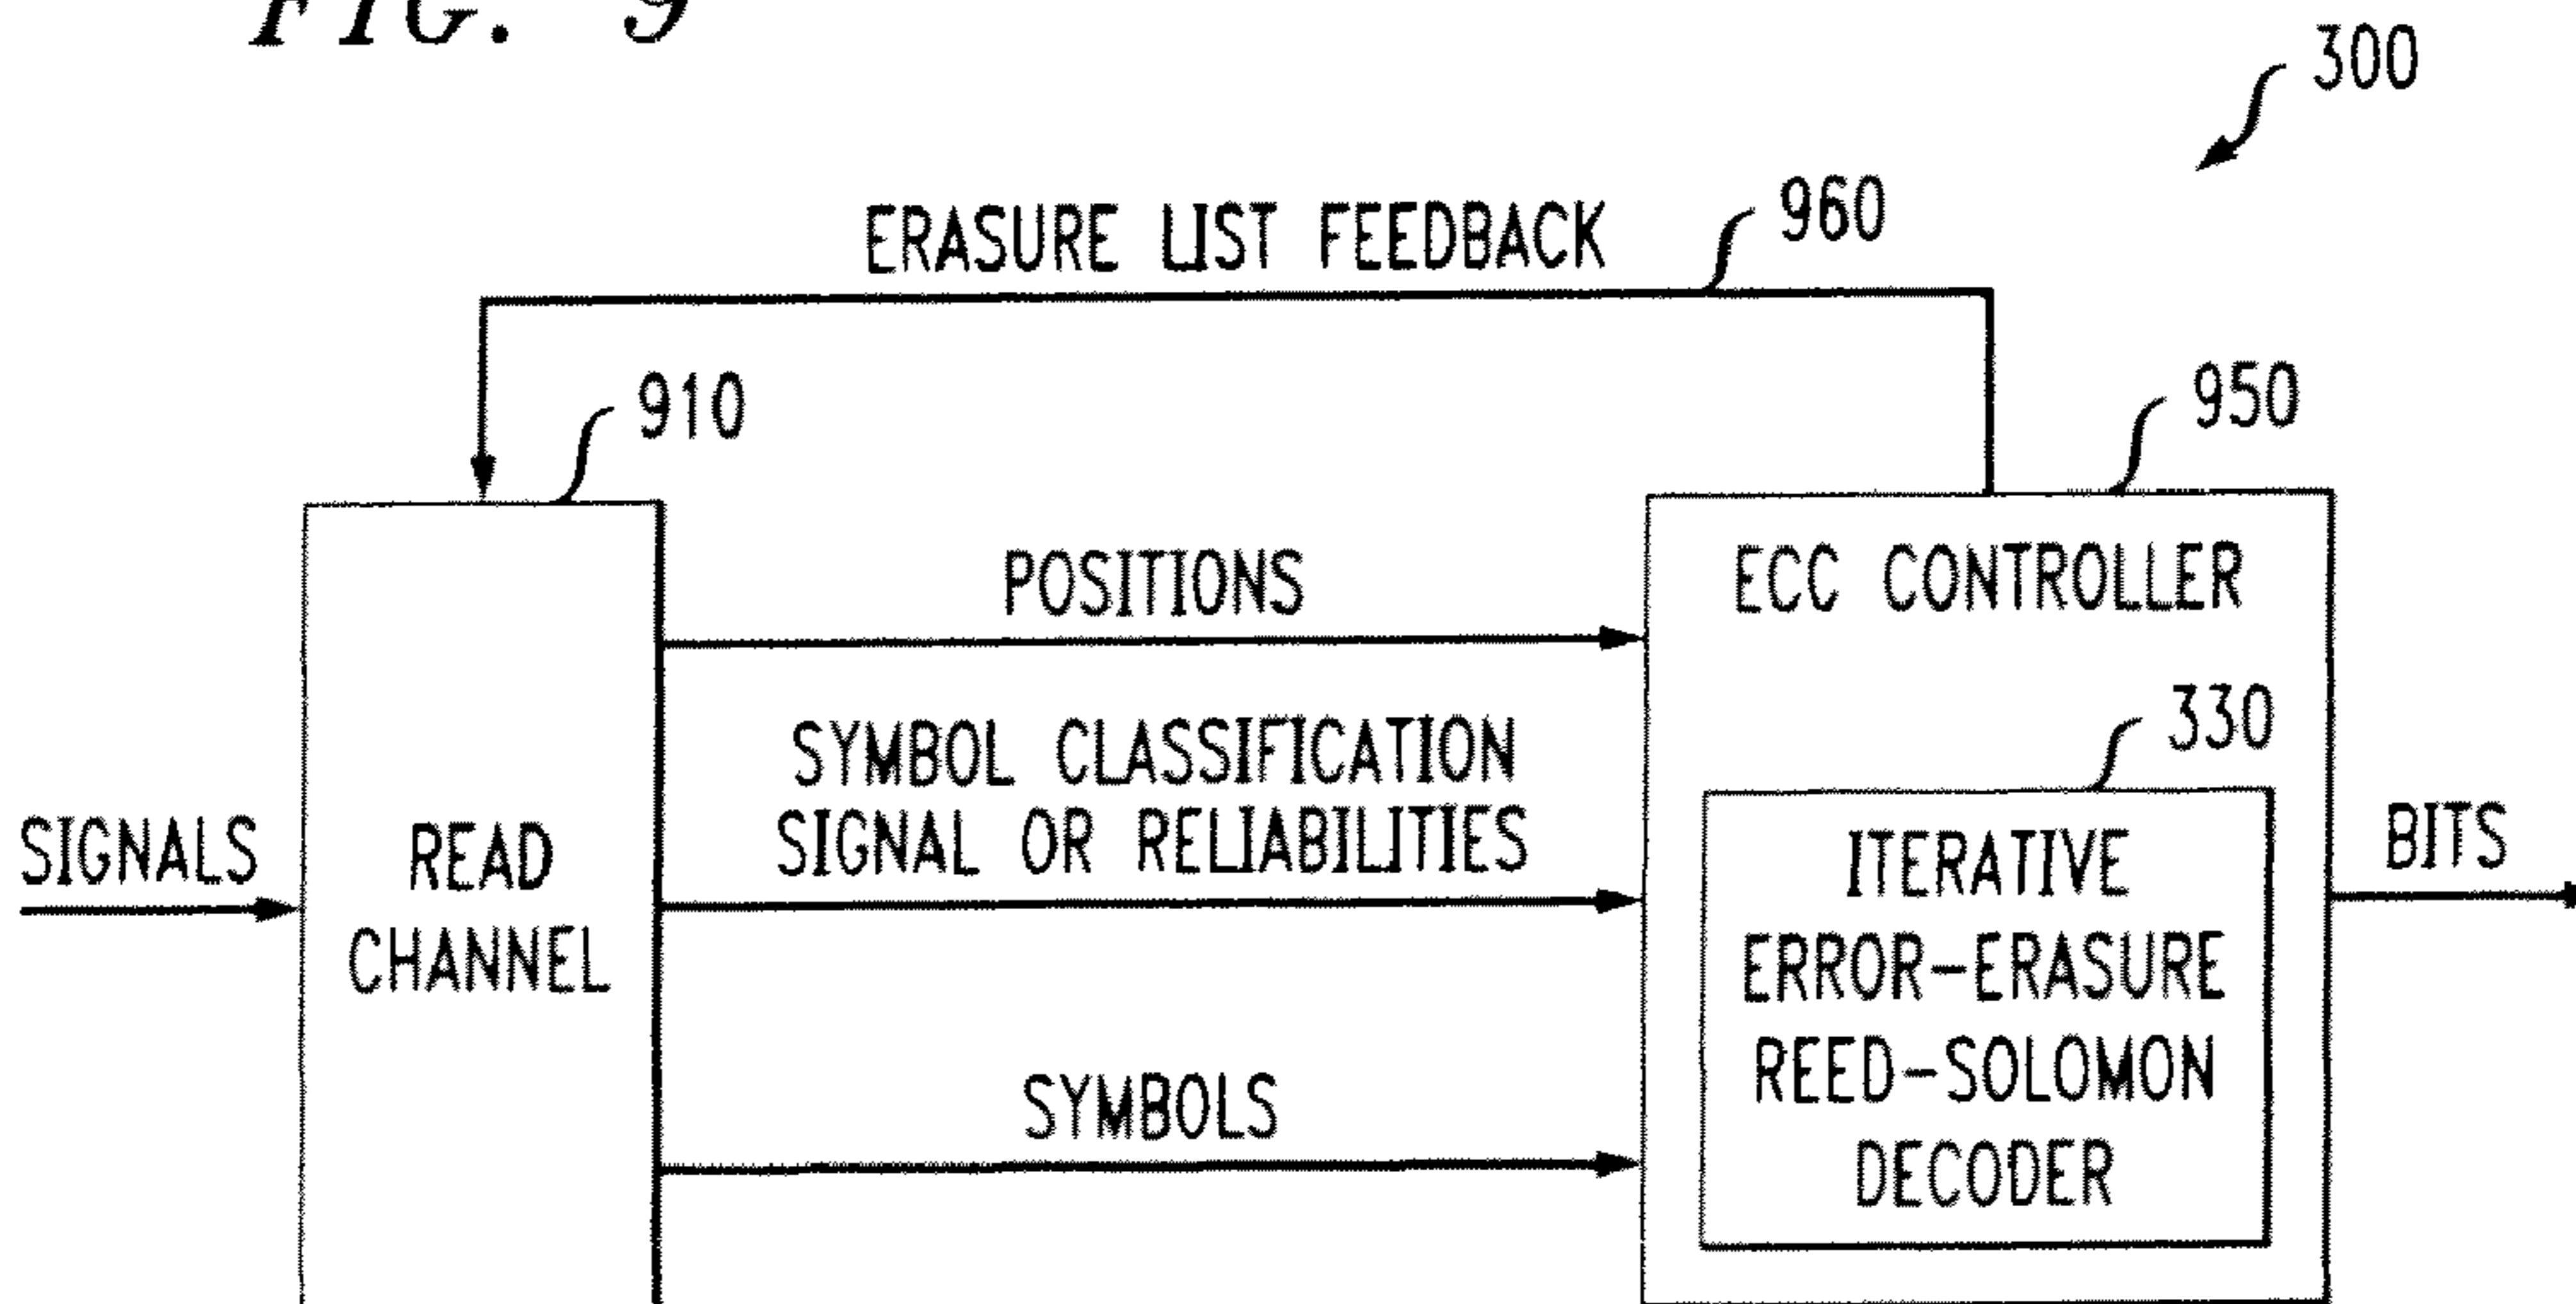 FIG. 9
300
ERASURE LIST FEEDBACK
960
910
950
POSITIONS
ECC CONTROLLER
SYMBOL CLASSIFICATION
SIGNAL OR RELIABILITIES
330
SIGNALS
READ
CHANNEL
ITERATIVE
ERROR-ERASURE
REED-SOLOMON
DECODER
BITS
SYMBOLS